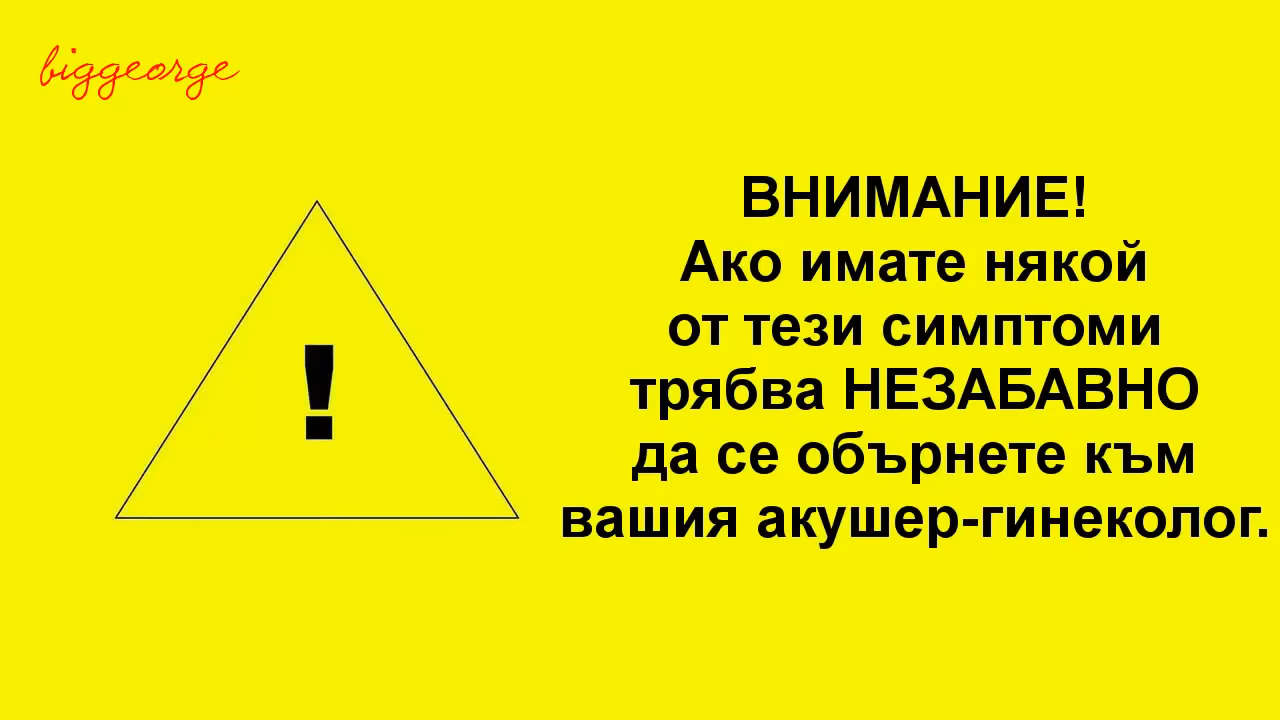 biggeorge
ВНИМАНИЕ!
Ако имате някой
от тези симптоми
трябва НЕЗАБАВНО
да се обърнете към
вашия акушер-гинеколог.
!